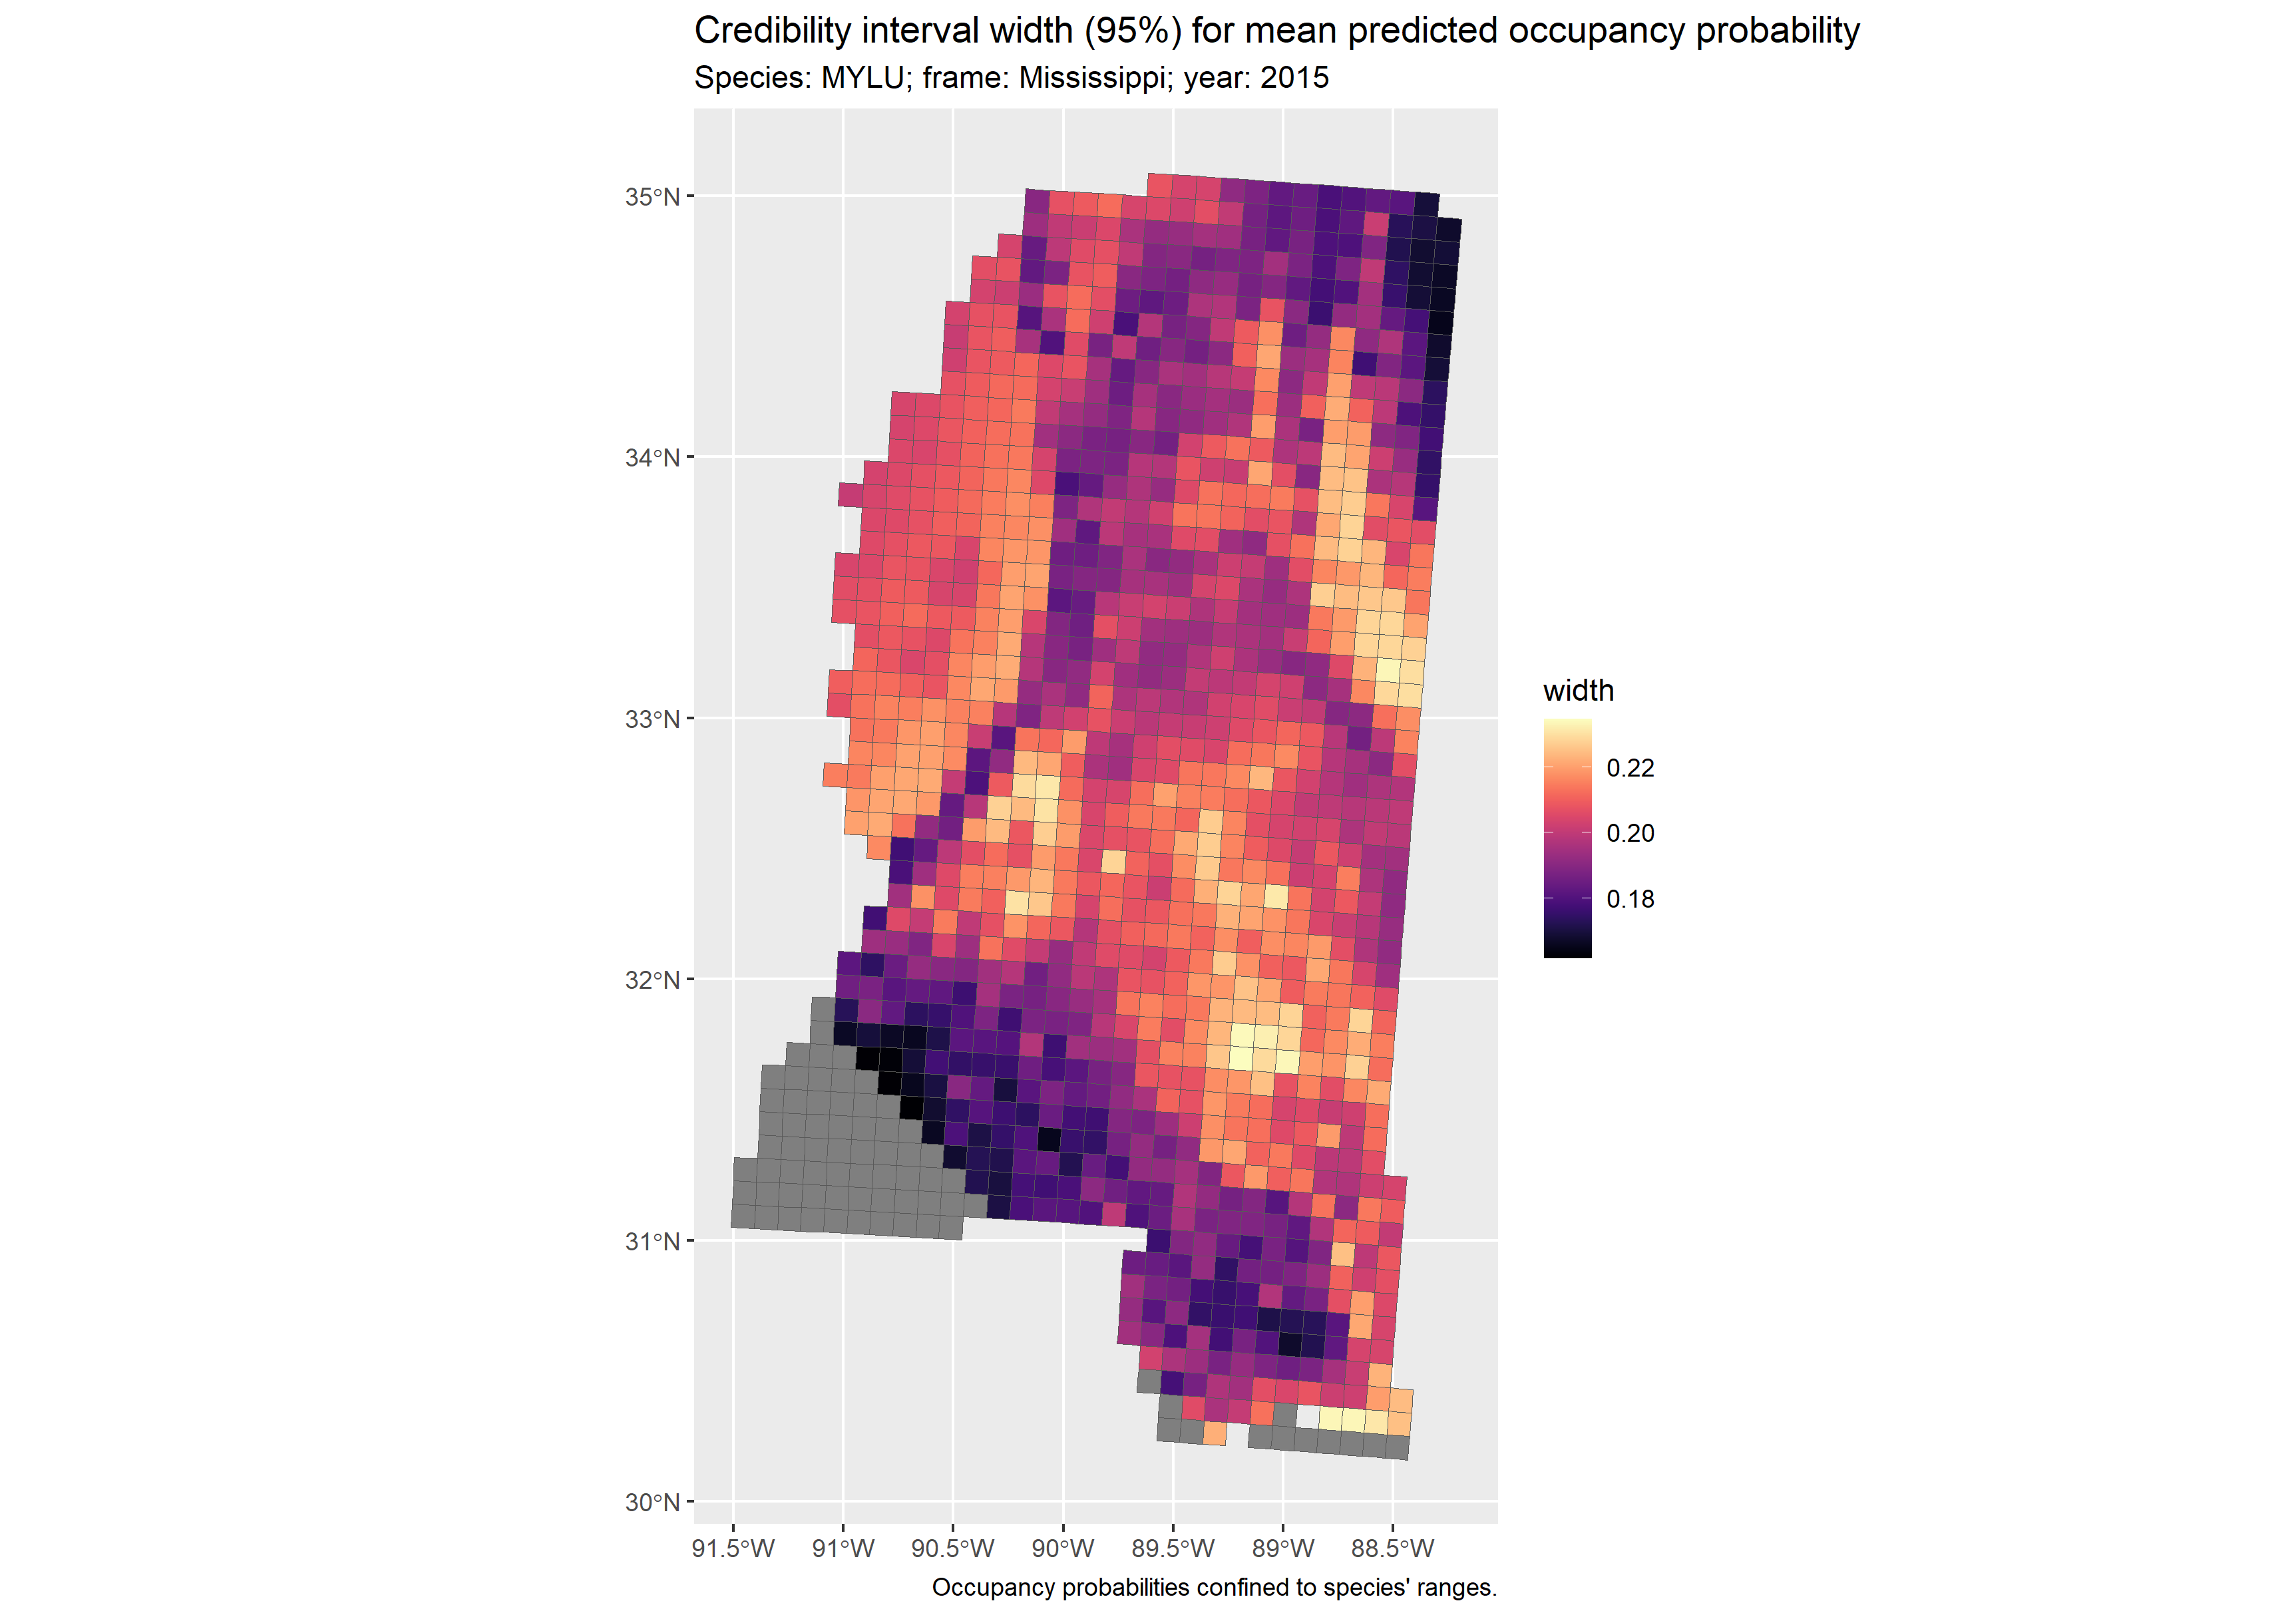 Credibility interval width (95%) for mean predicted occupancy probability
Species: MYLU; frame: Mississippi; year: 2015
35°N
34°N
33°N
32°N
31°N
30°N
91.5°W 91°W 90.5°W 90°W 89.5°W 89°W 88.5°W
width
0.22
0.20
0.18
Occupancy probabilities confined to species' ranges.